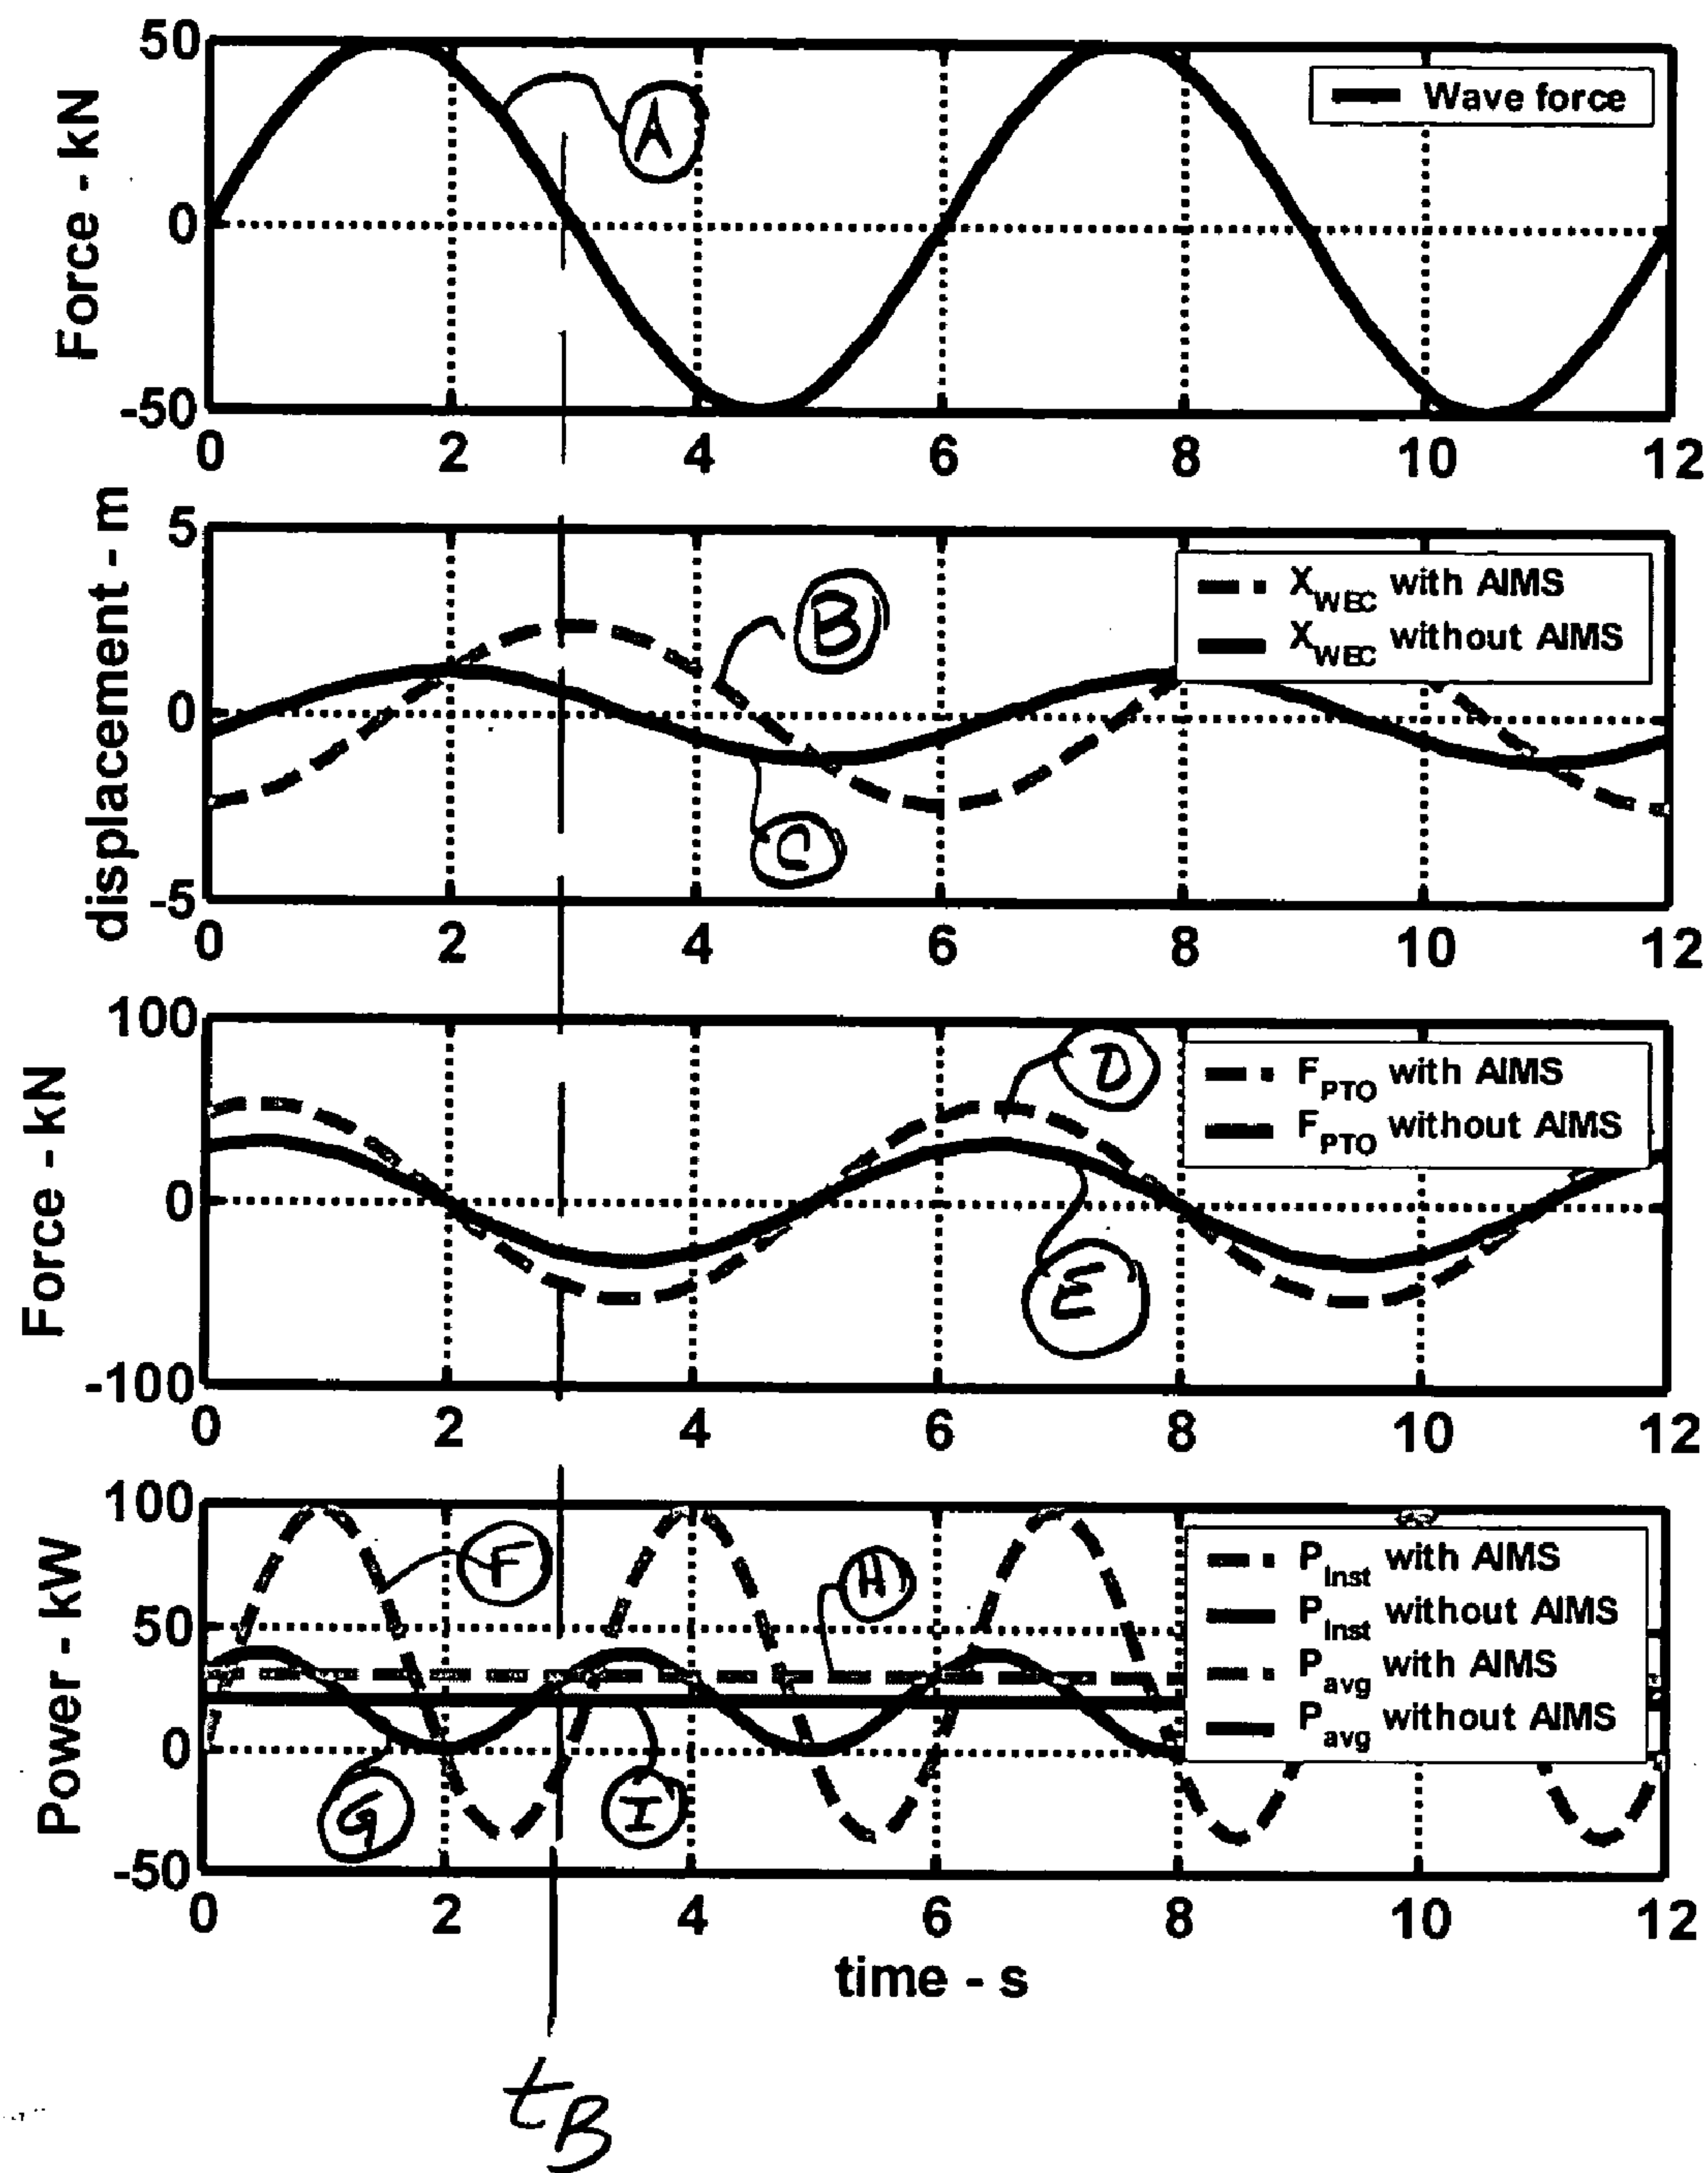 50
0
-50
Force - kN
A
Wave force
0 2 4 6 8 10 12
5
0
-5
displacement - m
B
C
X_WEC with AIMS
X_WEC without AIMS
0 2 4 6 8 10 12
100
0
-100
Force - kN
D
E
F_PTO with AIMS
F_PTO without AIMS
0 2 4 6 8 10 12
100
50
0
-50
Power - kW
F
H
G
I
P_Inst with AIMS
P_Inst without AIMS
P_avg with AIMS
P_avg without AIMS
0 2 4 6 8 10 12
time - s
t_B